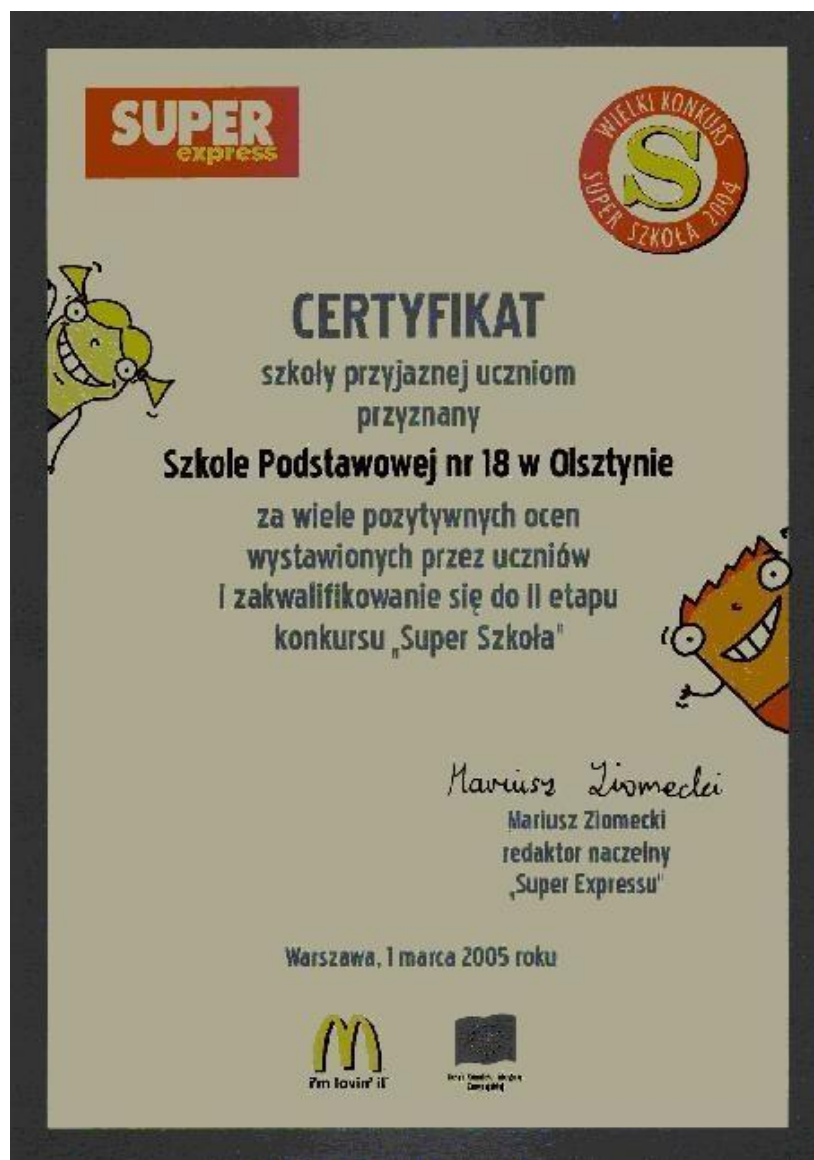 SUPER
express
WIELKI KONKURS
SUPER SZKOŁA 2004
S
CERTYFIKAT
szkoły przyjaznej uczniom
przyznany
Szkole Podstawowej nr 18 w Olsztynie
za wiele pozytywnych ocen
wystawionych przez uczniów
i zakwalifikowanie się do II etapu
konkursu „Super Szkoła"
Mariusz Ziomecki
Mariusz Ziomecki
redaktor naczelny
„Super Expressu"
Warszawa, 1 marca 2005 roku
i'm lovin' it